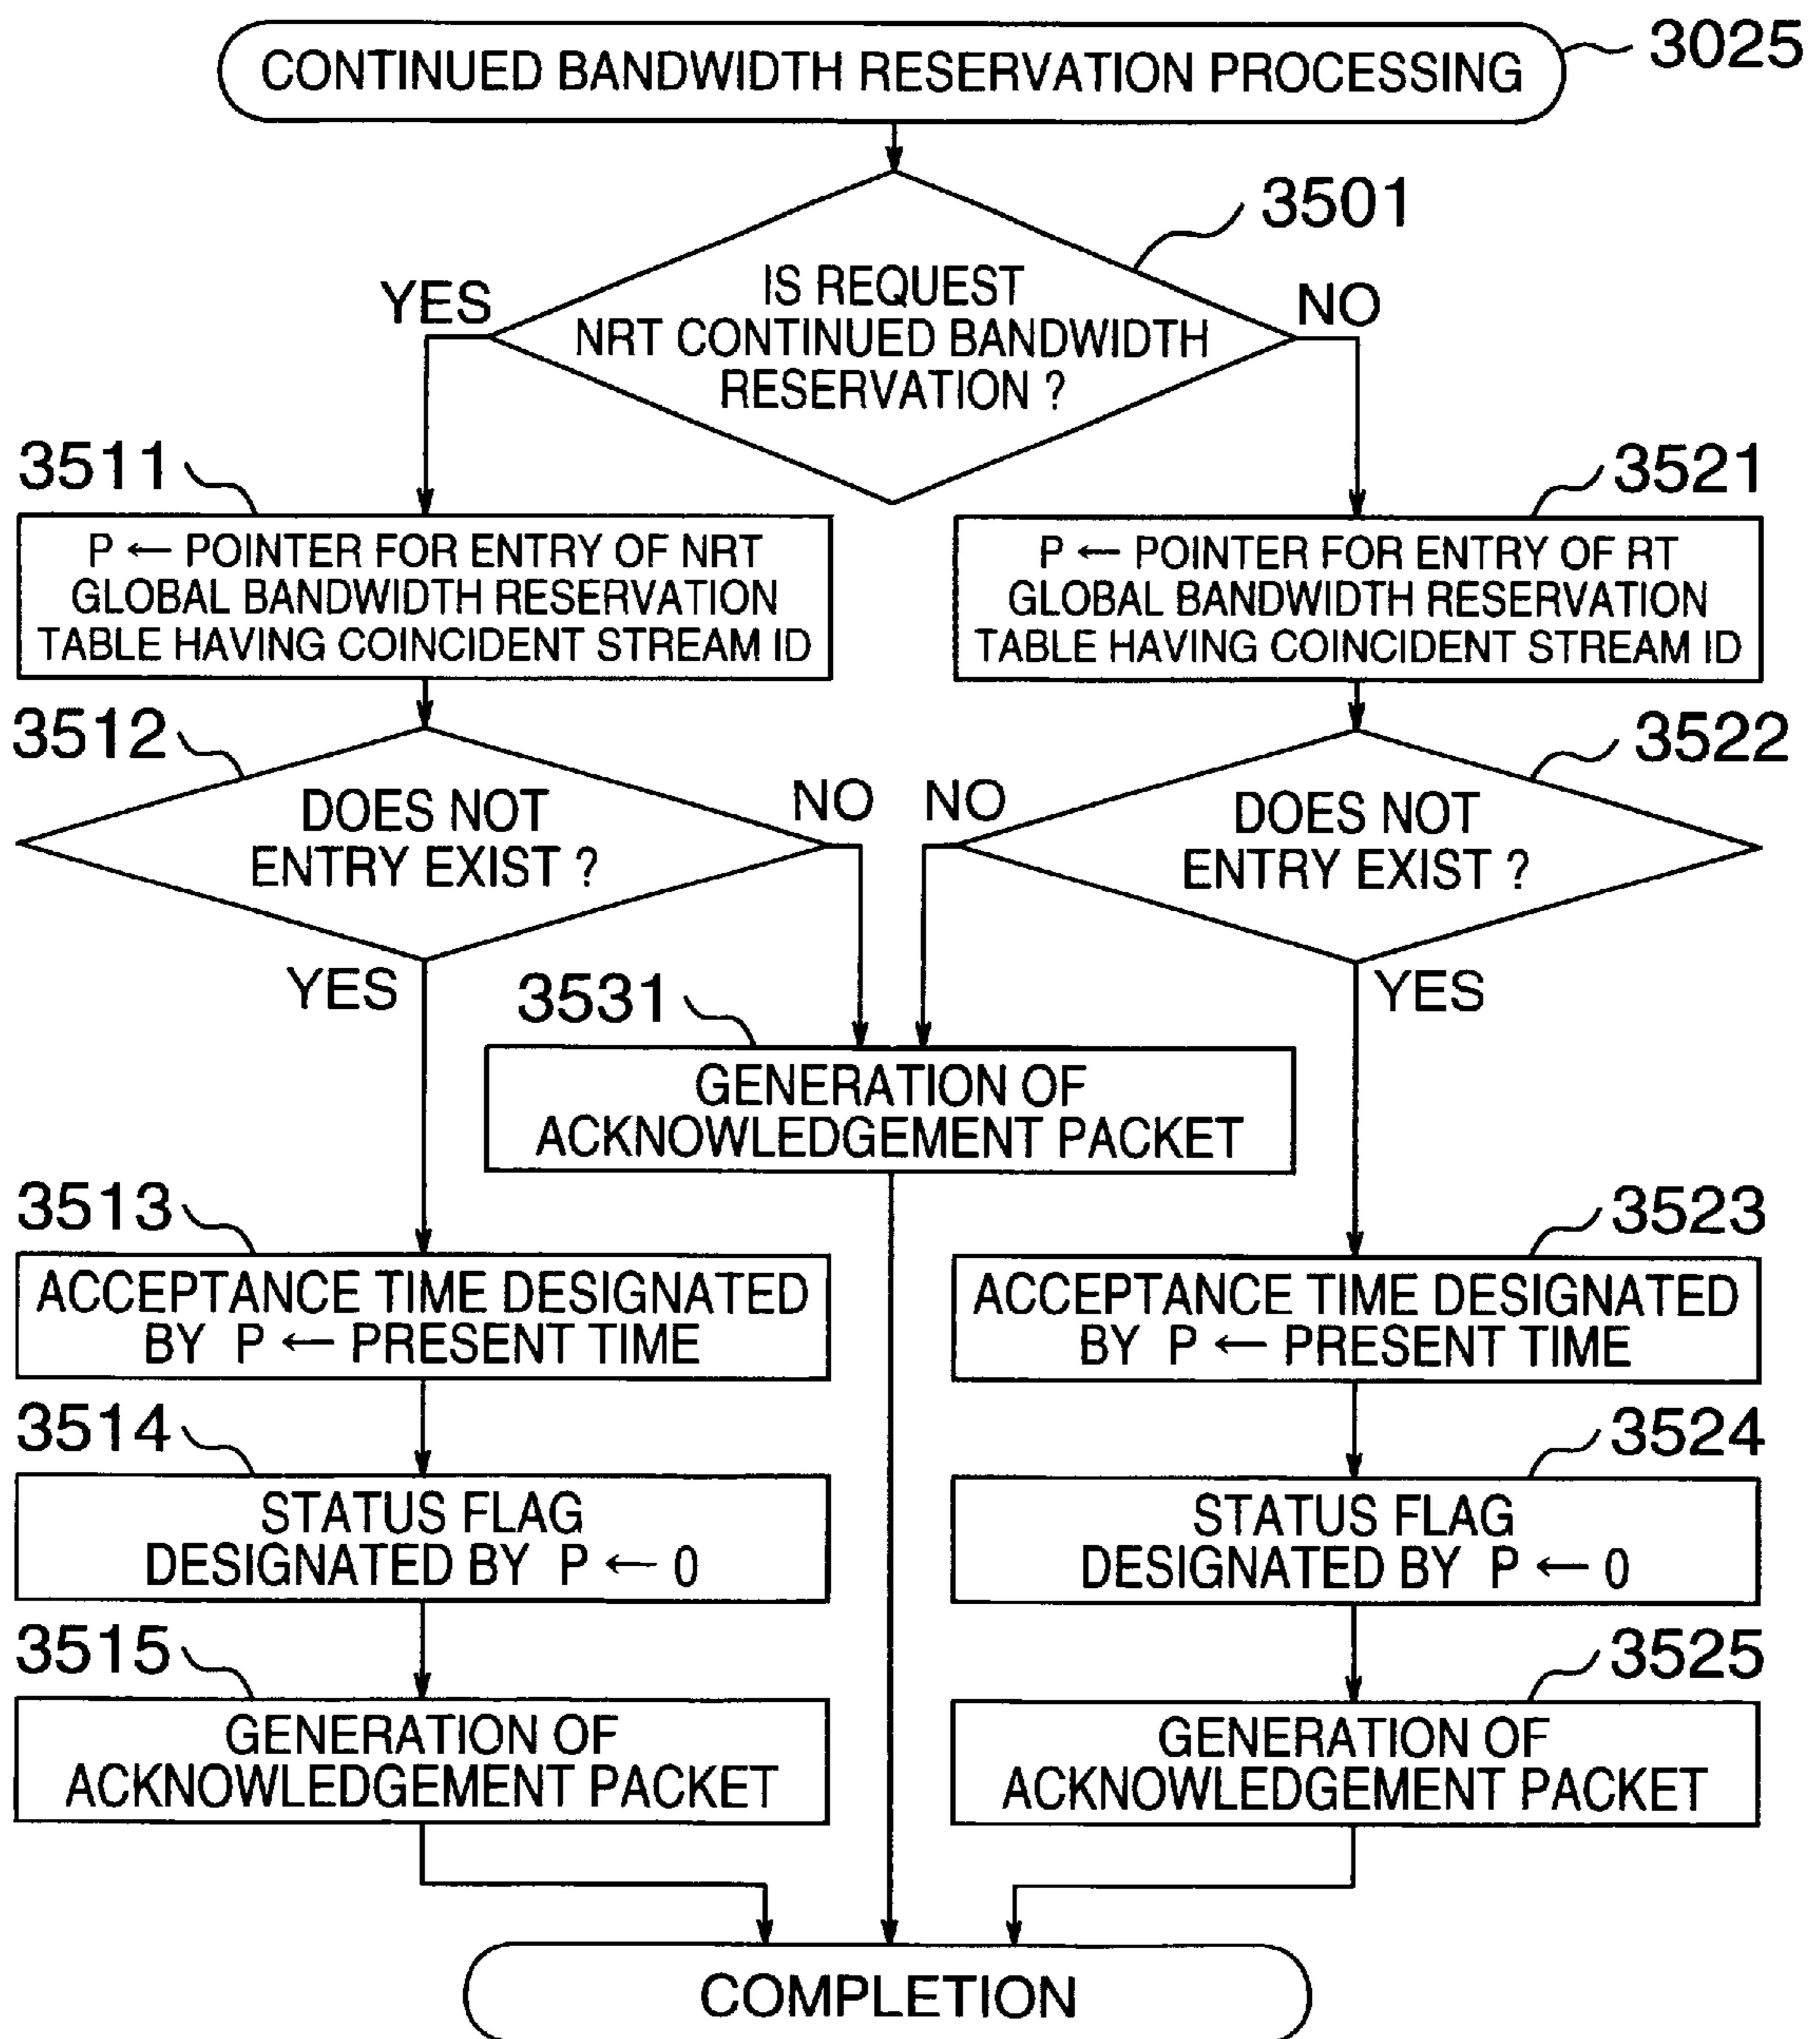 CONTINUED BANDWIDTH RESERVATION PROCESSING
3025
3501
IS REQUEST
NRT CONTINUED BANDWIDTH
RESERVATION ?
YES
NO
3511
P ← POINTER FOR ENTRY OF NRT
GLOBAL BANDWIDTH RESERVATION
TABLE HAVING COINCIDENT STREAM ID
3521
P ← POINTER FOR ENTRY OF RT
GLOBAL BANDWIDTH RESERVATION
TABLE HAVING COINCIDENT STREAM ID
3512
DOES NOT
ENTRY EXIST ?
NO
YES
3522
NO
DOES NOT
ENTRY EXIST ?
YES
3531
GENERATION OF
ACKNOWLEDGEMENT PACKET
3513
ACCEPTANCE TIME DESIGNATED
BY P ← PRESENT TIME
3523
ACCEPTANCE TIME DESIGNATED
BY P ← PRESENT TIME
3514
STATUS FLAG
DESIGNATED BY P ← 0
3524
STATUS FLAG
DESIGNATED BY P ← 0
3515
GENERATION OF
ACKNOWLEDGEMENT PACKET
3525
GENERATION OF
ACKNOWLEDGEMENT PACKET
COMPLETION